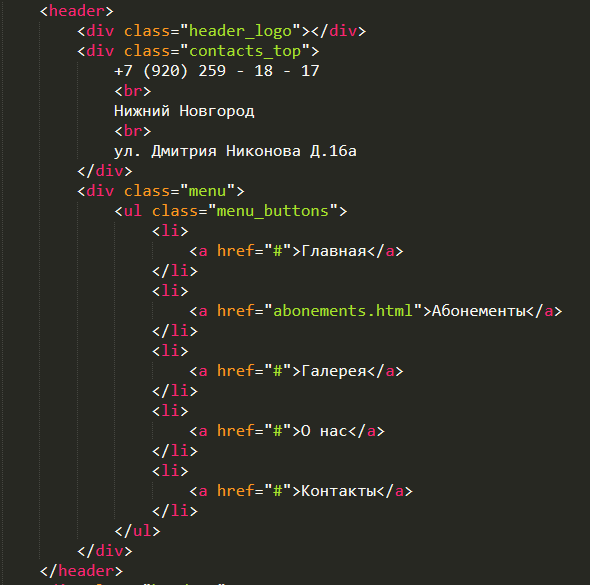 <header>
<div class="header_logo"></div>
<div class="contacts_top">
+7 (920) 259 - 18 - 17
<br>
Нижний Новгород
<br>
ул. Дмитрия Никонова Д.16а
</div>
<div class="menu">
<ul class="menu_buttons">
<li>
<a href="#">Главная</a>
</li>
<li>
<a href="abonements.html">Абонементы</a>
</li>
<li>
<a href="#">Галерея</a>
</li>
<li>
<a href="#">О нас</a>
</li>
<li>
<a href="#">Контакты</a>
</li>
</ul>
</div>
</header>